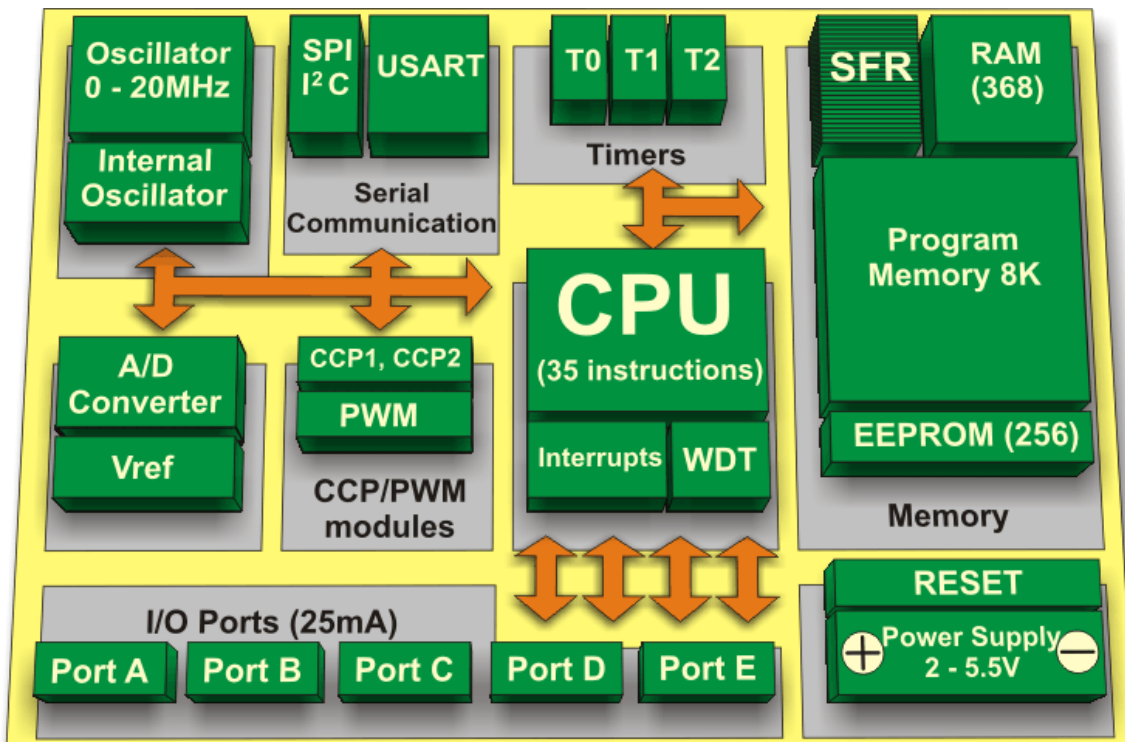 Oscillator
0 - 20MHz
Internal
Oscillator
SPI
I²C
USART
Serial
Communication
T0
T1
T2
Timers
SFR
RAM
(368)
Program
Memory 8K
EEPROM (256)
Memory
A/D
Converter
Vref
CCP1, CCP2
PWM
CCP/PWM
modules
CPU
(35 instructions)
Interrupts
WDT
I/O Ports (25mA)
Port A
Port B
Port C
Port D
Port E
RESET
+
Power Supply
2 - 5.5V
−